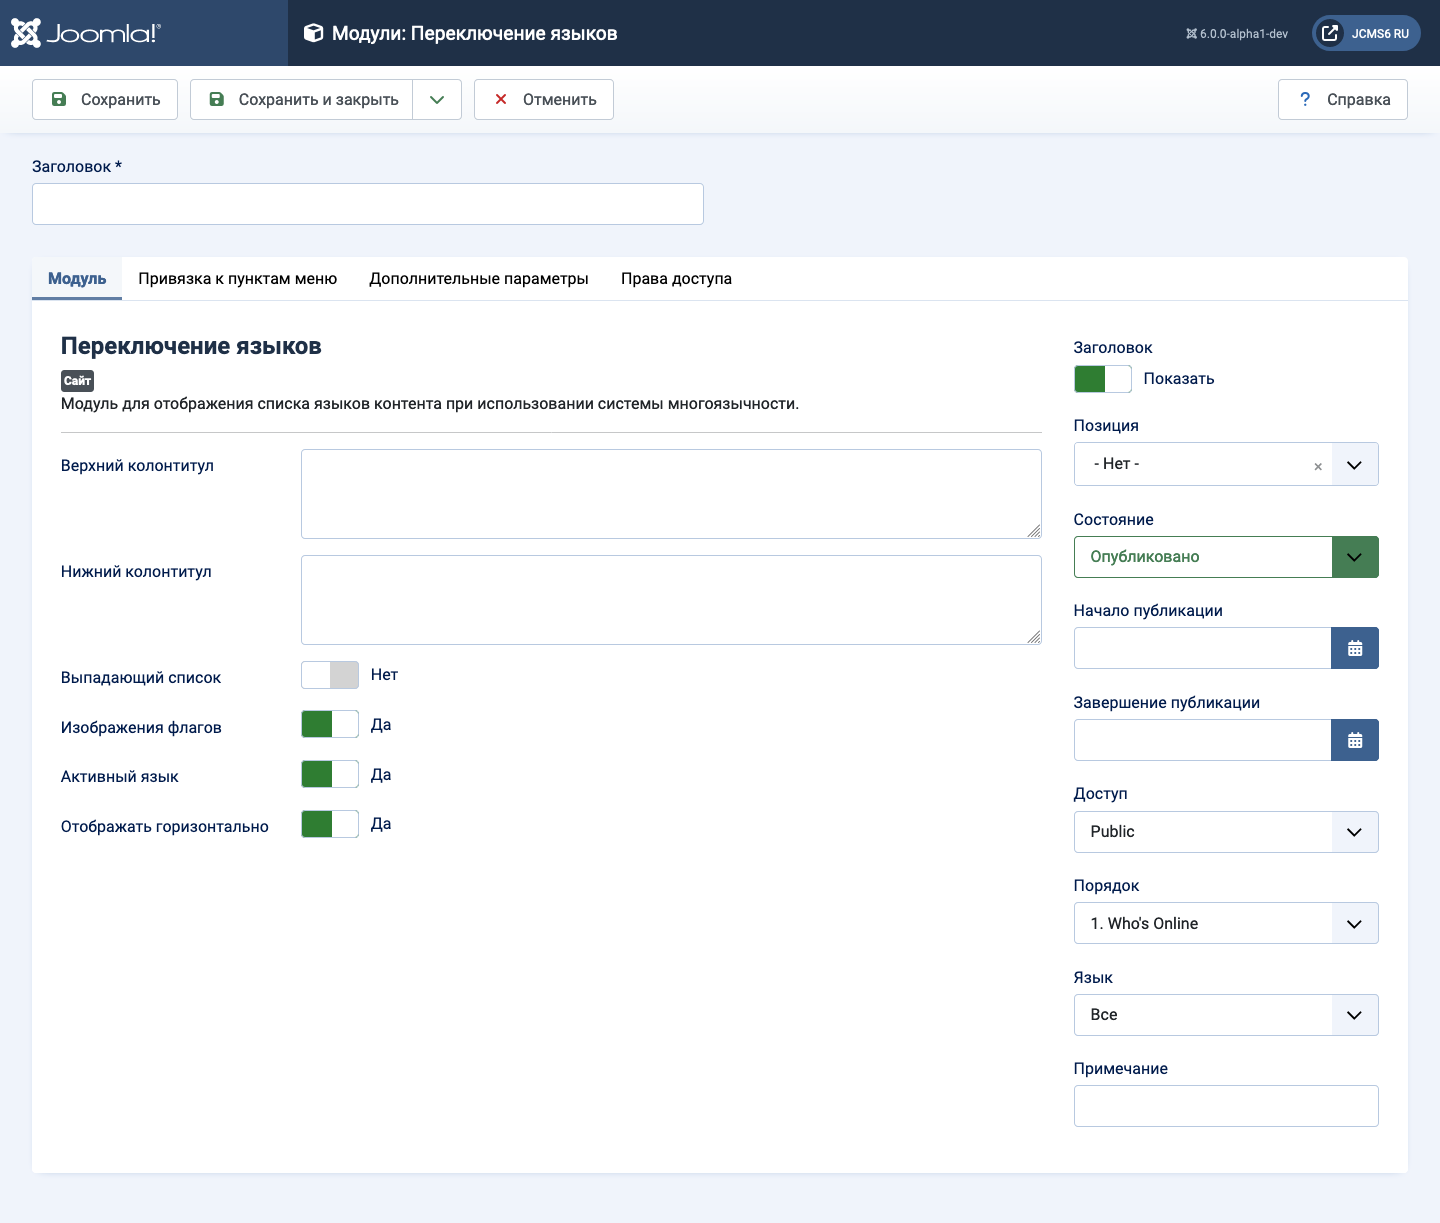 Joomla!®
Модули: Переключение языков
6.0.0-alpha1-dev
JCMS6 RU
Сохранить
Сохранить и закрыть
Отменить
? Справка
Заголовок *
Модуль
Привязка к пунктам меню
Дополнительные параметры
Права доступа
Переключение языков
Сайт
Модуль для отображения списка языков контента при использовании системы многоязычности.
Верхний колонтитул
Нижний колонтитул
Выпадающий список
Нет
Изображения флагов
Да
Активный язык
Да
Отображать горизонтально
Да
Заголовок
Показать
Позиция
- Нет -
×
Состояние
Опубликовано
Начало публикации
Завершение публикации
Доступ
Public
Порядок
1. Who's Online
Язык
Все
Примечание